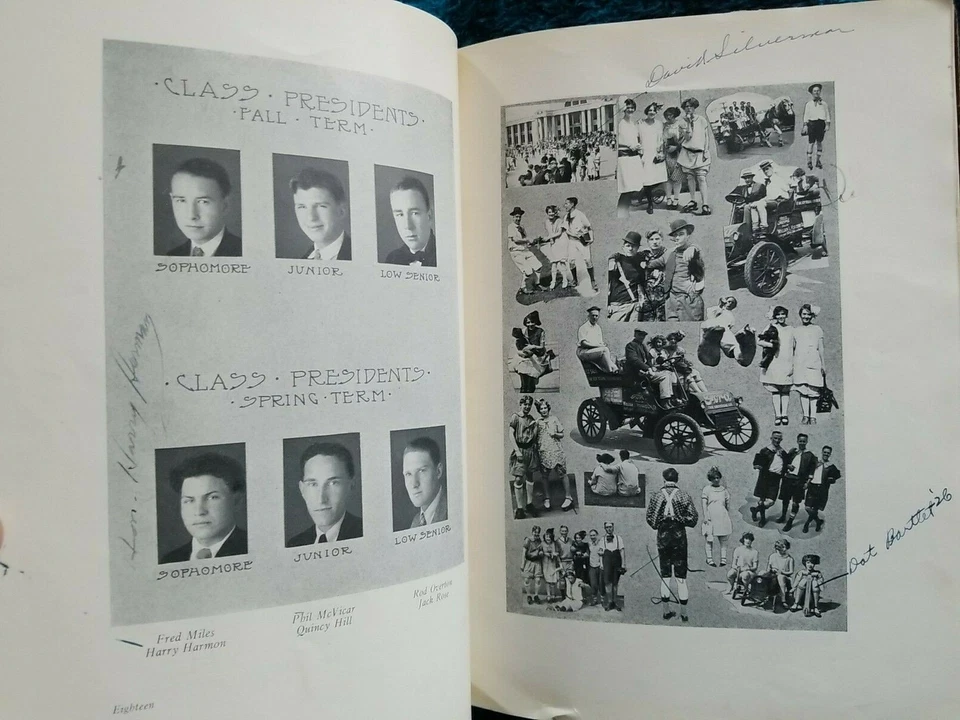 ·CLASS · PRESIDENTS·
·FALL · TERM·
SOPHOMORE
JUNIOR
LOW SENIOR
·CLASS · PRESIDENTS·
·SPRING · TERM·
SOPHOMORE
JUNIOR
LOW SENIOR
Fred Miles
Harry Harmon
Phil McVicar
Quincy Hill
Rod Overton
Jack Rose
Eighteen
Harry Harmon
David Silverman
Dot Bartlett '26